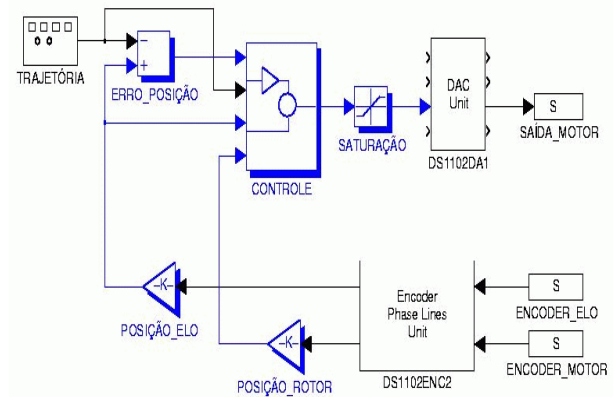 TRAJETÓRIA
−
+
ERRO_POSIÇÃO
CONTROLE
SATURAÇÃO
DAC
Unit
DS1102DA1
S
SAÍDA_MOTOR
-K-
POSIÇÃO_ELO
-K-
POSIÇÃO_ROTOR
Encoder
Phase Lines
Unit
DS1102ENC2
S
ENCODER_ELO
S
ENCODER_MOTOR